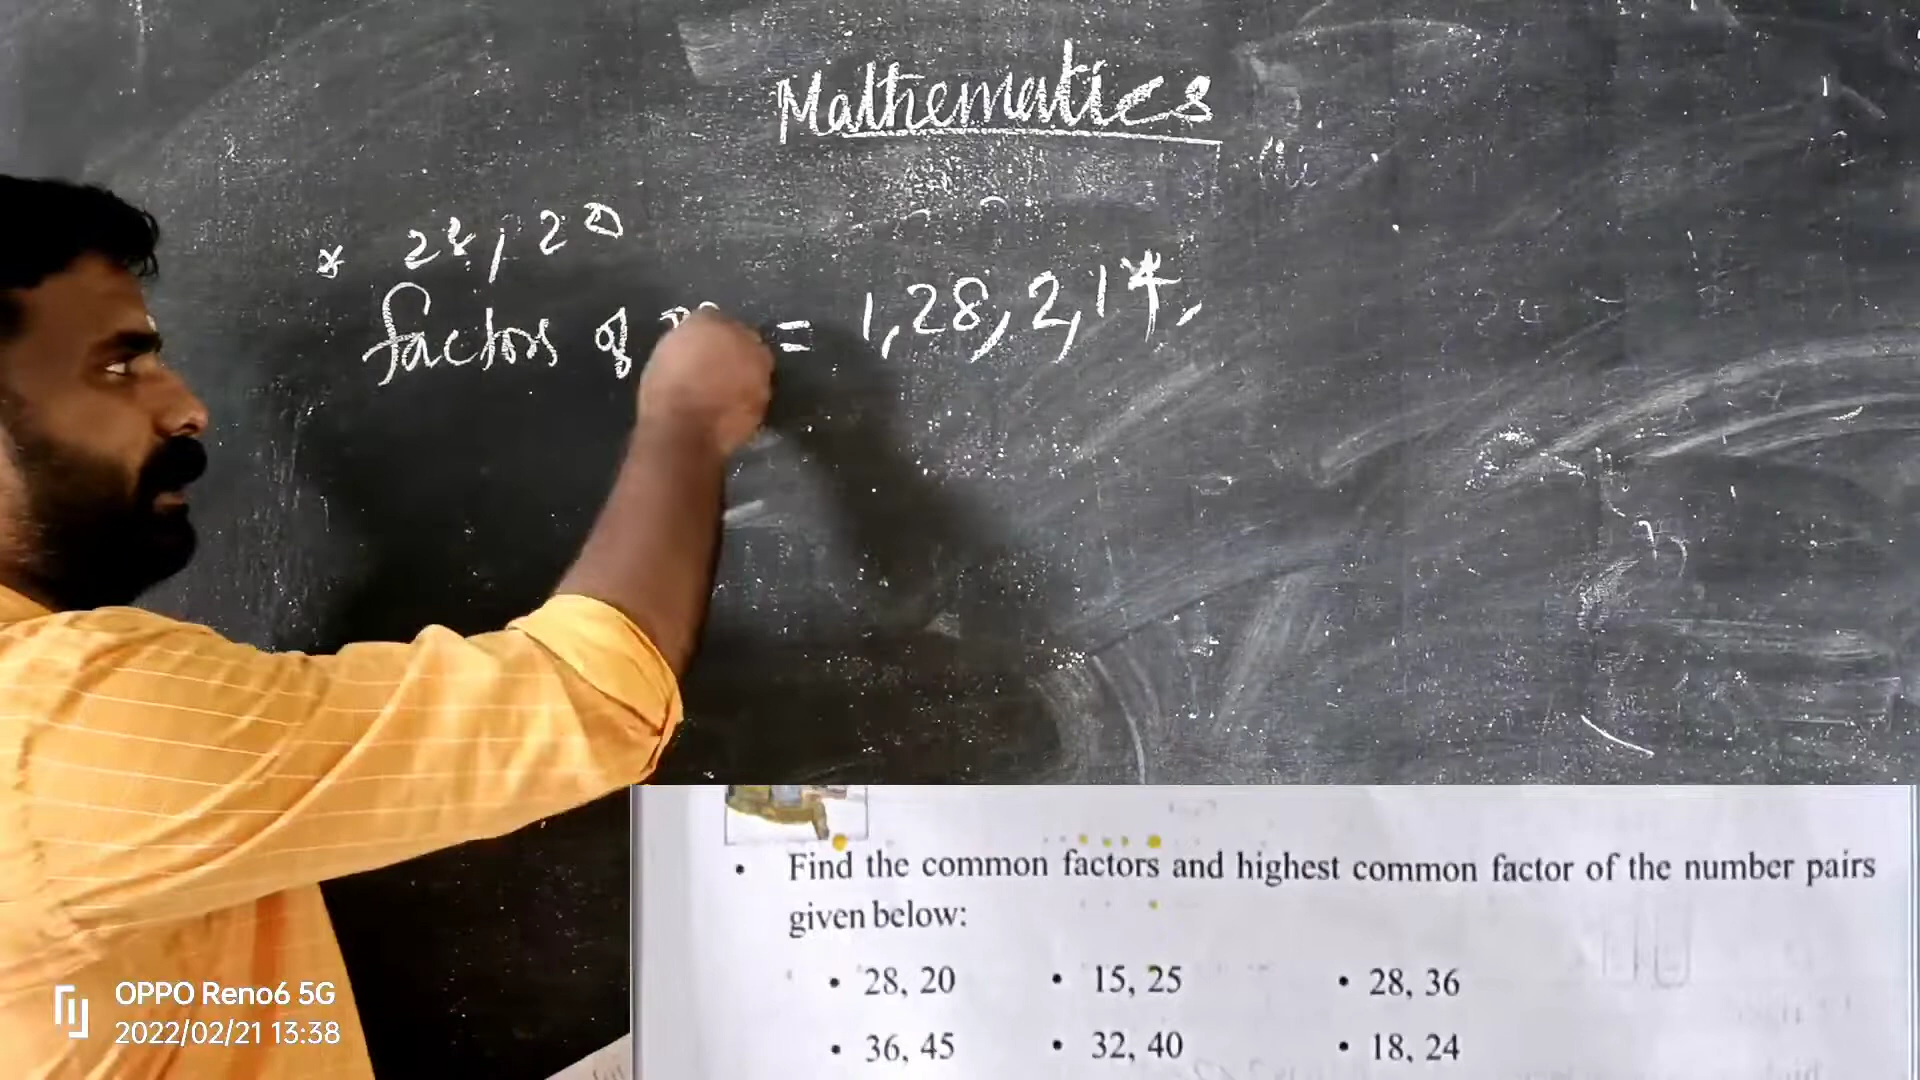 Mathematics
* 28, 20
factors of = 1, 28, 2, 14,
• Find the common factors and highest common factor of the number pairs
given below:
• 28, 20 • 15, 25 • 28, 36
• 36, 45 • 32, 40 • 18, 24
OPPO Reno6 5G
2022/02/21 13:38